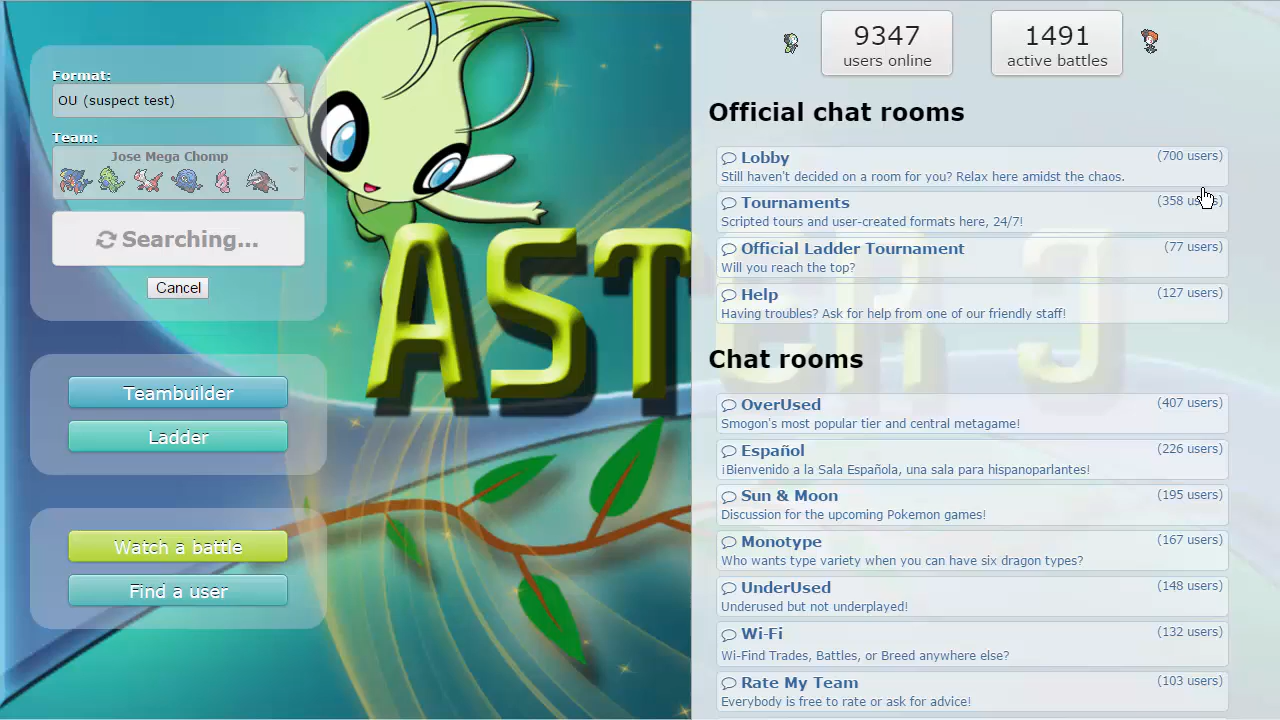 Format:
OU (suspect test)
Team:
Jose Mega Chomp
Searching...
Cancel
Teambuilder
Ladder
Watch a battle
Find a user
ASTER J
9347
users online
1491
active battles
Official chat rooms
Lobby (700 users)
Still haven't decided on a room for you? Relax here amidst the chaos.
Tournaments (358 users)
Scripted tours and user-created formats here, 24/7!
Official Ladder Tournament (77 users)
Will you reach the top?
Help (127 users)
Having troubles? Ask for help from one of our friendly staff!
Chat rooms
OverUsed (407 users)
Smogon's most popular tier and central metagame!
Español (226 users)
¡Bienvenido a la Sala Española, una sala para hispanoparlantes!
Sun & Moon (195 users)
Discussion for the upcoming Pokemon games!
Monotype (167 users)
Who wants type variety when you can have six dragon types?
UnderUsed (148 users)
Underused but not underplayed!
Wi-Fi (132 users)
Wi-Find Trades, Battles, or Breed anywhere else?
Rate My Team (103 users)
Everybody is free to rate or ask for advice!